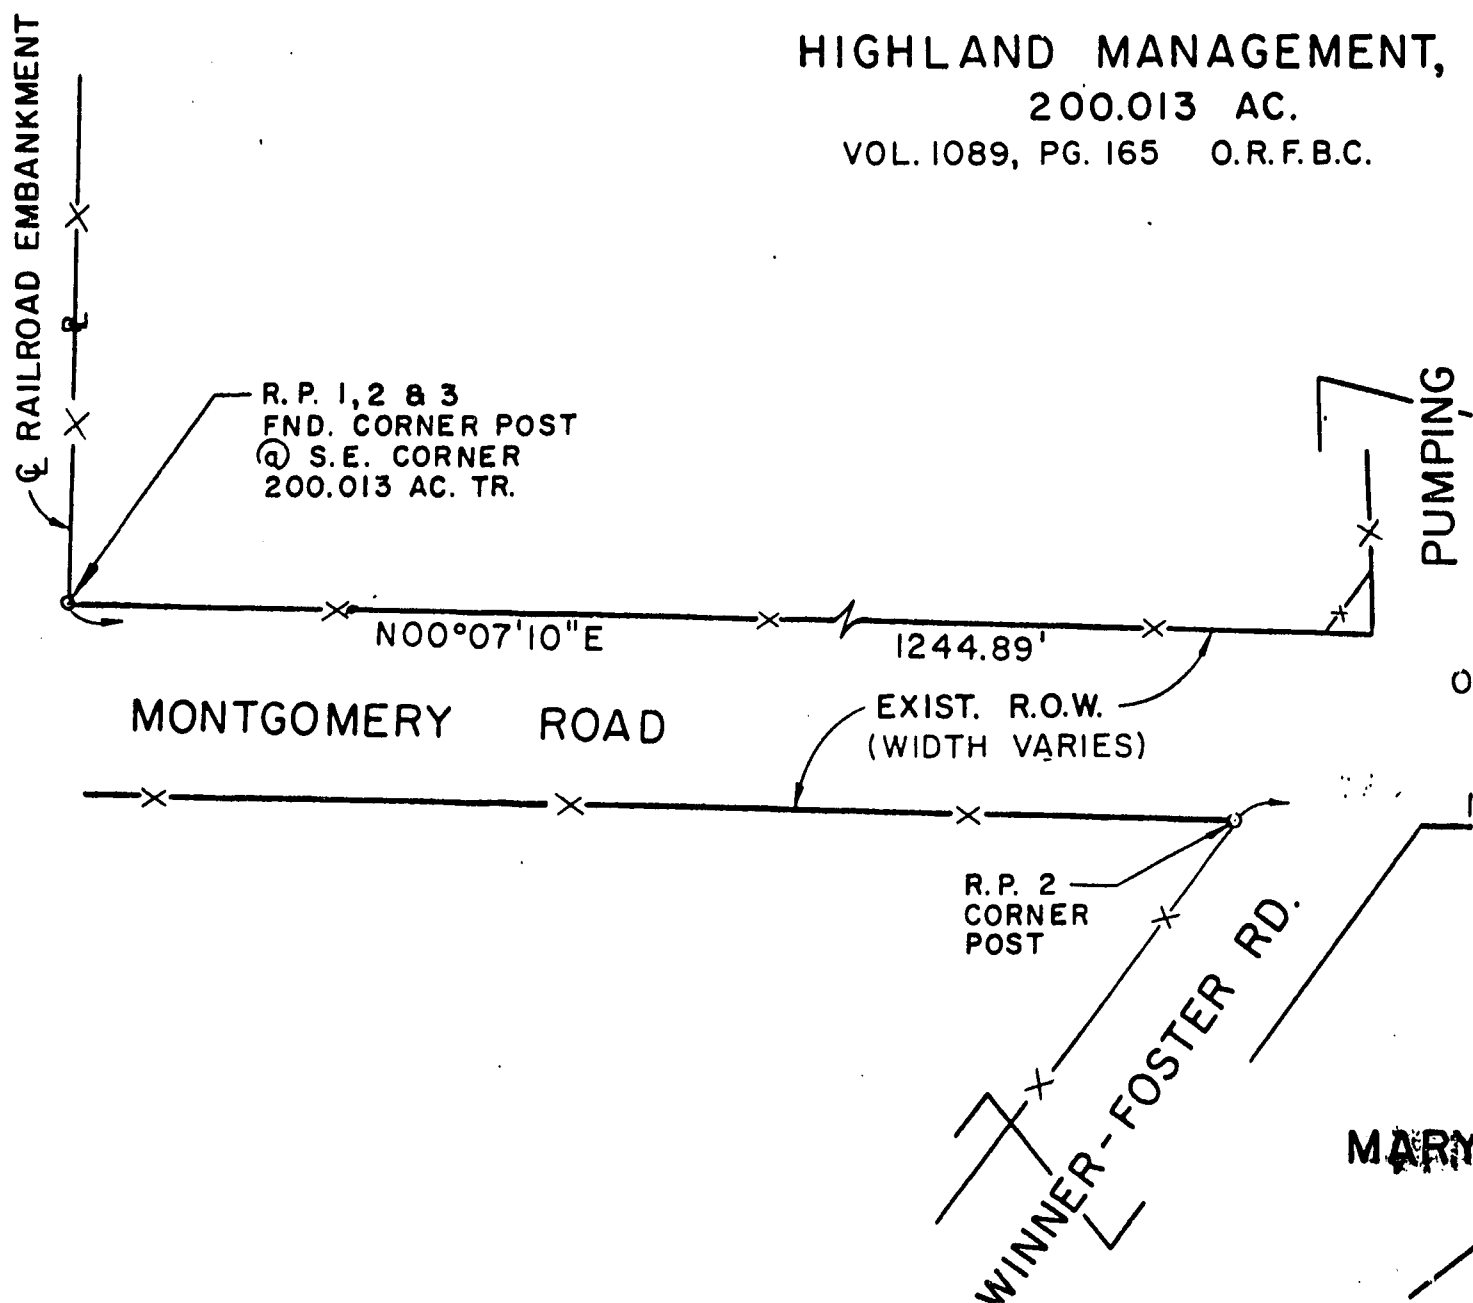 HIGHLAND MANAGEMENT,
200.013 AC.
VOL. 1089, PG. 165 O.R.F.B.C.
℄ RAILROAD EMBANKMENT
R.P. 1,2 & 3
FND. CORNER POST
@ S.E. CORNER
200.013 AC. TR.
PUMPING
N00°07'10"E
1244.89'
MONTGOMERY ROAD
EXIST. R.O.W.
(WIDTH VARIES)
R.P. 2
CORNER
POST
WINNER-FOSTER RD.
MARY